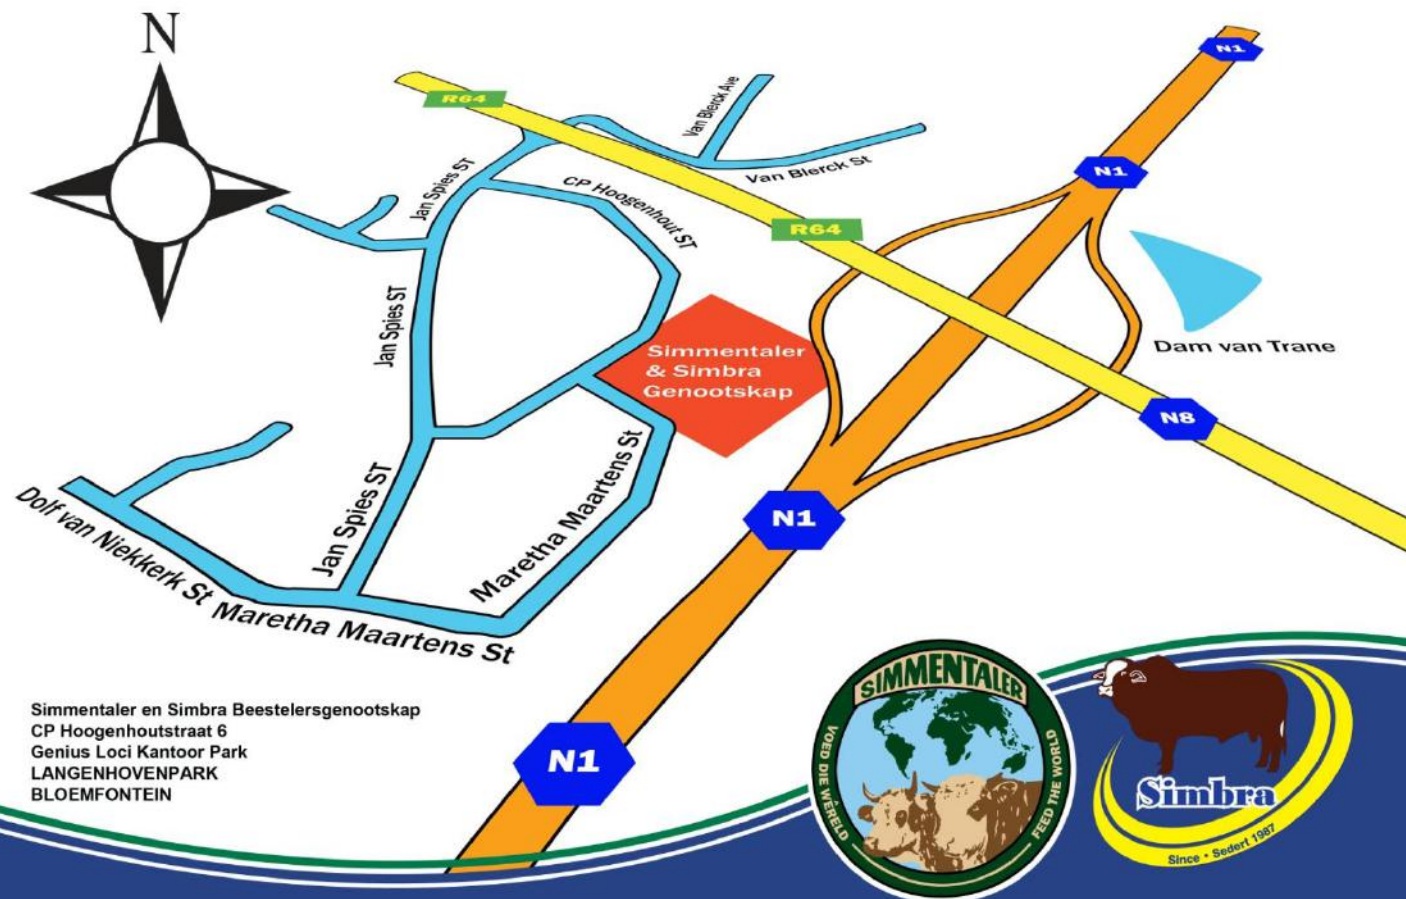 N
N1
R64
Van Blerck Ave
Jan Spies ST
Van Blerck St
N1
CP Hoogenhout ST
R64
Jan Spies ST
Simmentaler
& Simbra
Genootskap
Dam van Trane
N8
Jan Spies ST
Maretha Maartens St
N1
Dolf van Niekkerk St
Maretha Maartens St
N1
Simmentaler en Simbra Beestelersgenootskap
CP Hoogenhoutstraat 6
Genius Loci Kantoor Park
LANGENHOVENPARK
BLOEMFONTEIN
SIMMENTALER
VOED DIE WÊRELD
FEED THE WORLD
Simbra
Since • Sedert 1987